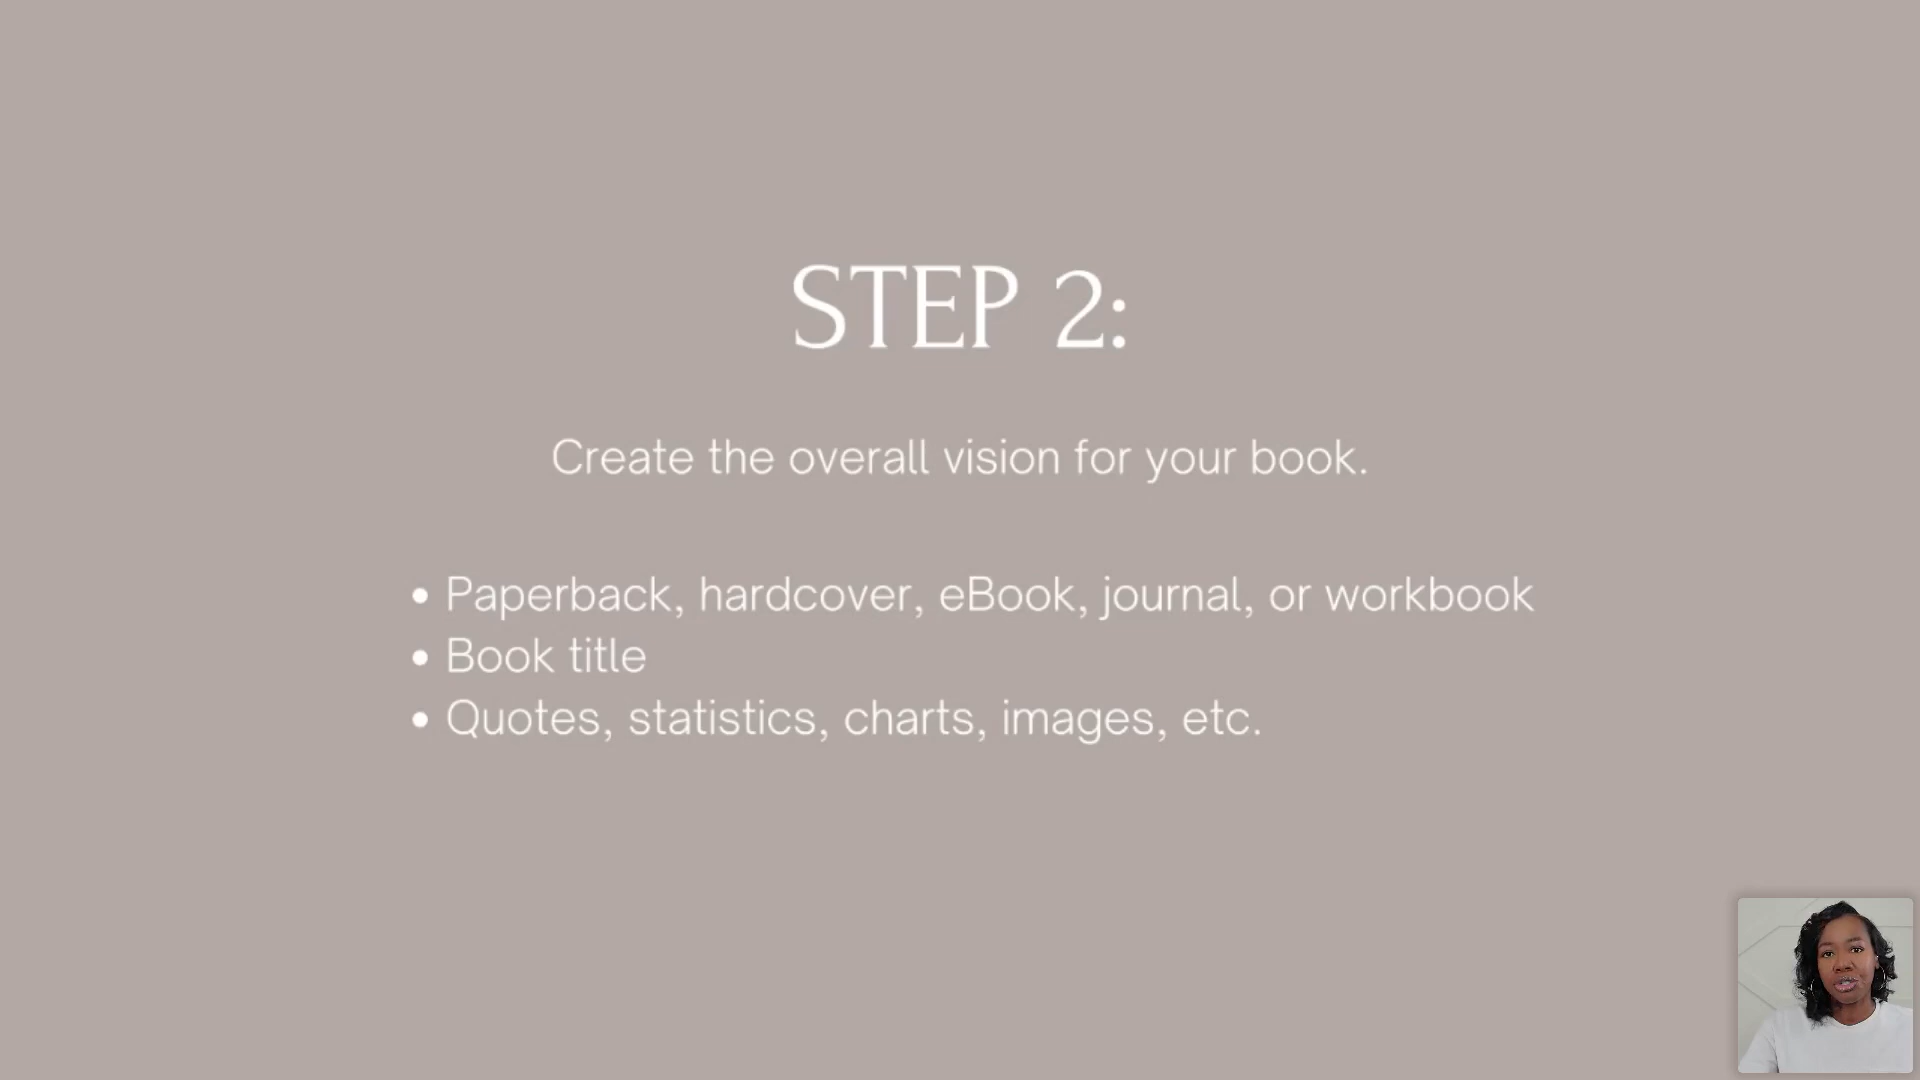 STEP 2:
Create the overall vision for your book.
• Paperback, hardcover, eBook, journal, or workbook
• Book title
• Quotes, statistics, charts, images, etc.